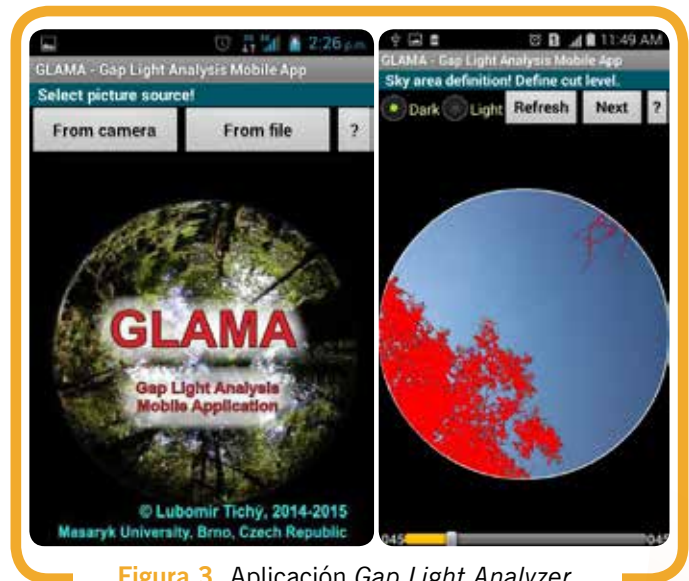 2:26 p.m.
GLAMA - Gap Light Analysis Mobile App
Select picture source!
From camera
From file
?
GLAMA
Gap Light Analysis
Mobile Application
© Lubomír Tichý, 2014-2015
Masaryk University, Brno, Czech Republic
11:49 AM
GLAMA - Gap Light Analysis Mobile App
Sky area definition! Define cut level.
Dark
Light
Refresh
Next
?
045
045
Figura 3. Aplicación Gap Light Analyzer